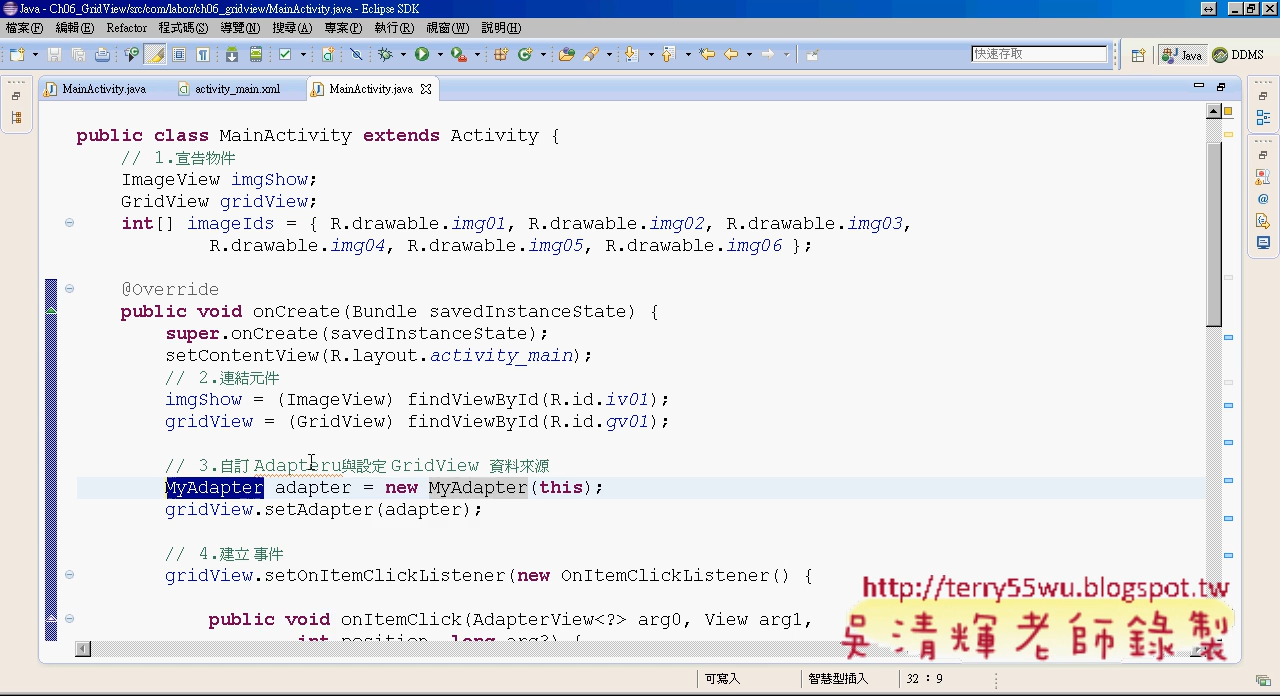 Java - Ch06_GridView/src/com/labor/ch06_gridview/MainActivity.java - Eclipse SDK
檔案(F) 編輯(E) Refactor 程式碼(S) 導覽(N) 搜尋(A) 專案(P) 執行(R) 視窗(W) 說明(H)
快速存取 Java DDMS
MainActivity.java activity_main.xml MainActivity.java
public class MainActivity extends Activity {
// 1.宣告物件
ImageView imgShow;
GridView gridView;
int[] imageIds = { R.drawable.img01, R.drawable.img02, R.drawable.img03,
R.drawable.img04, R.drawable.img05, R.drawable.img06 };
@Override
public void onCreate(Bundle savedInstanceState) {
super.onCreate(savedInstanceState);
setContentView(R.layout.activity_main);
// 2.連結元件
imgShow = (ImageView) findViewById(R.id.iv01);
gridView = (GridView) findViewById(R.id.gv01);
// 3.自訂 Adapteru與設定 GridView 資料來源
MyAdapter adapter = new MyAdapter(this);
gridView.setAdapter(adapter);
// 4.建立 事件
gridView.setOnItemClickListener(new OnItemClickListener() {
public void onItemClick(AdapterView<?> arg0, View arg1,
int position, long arg3) {
http://terry55wu.blogspot.tw
吳清輝老師錄製
可寫入 智慧型插入 32 : 9